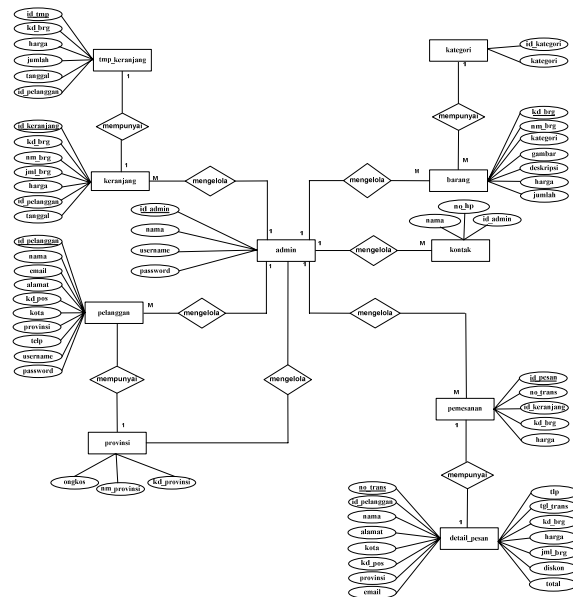 id_tmp
kd_brg
harga
jumlah
tanggal
id_pelanggan
tmp_keranjang
1
mempunyai
1
id_keranjang
kd_brg
nm_brg
jml_brg
harga
id_pelanggan
tanggal
keranjang
M
mengelola
1
kategori
id_kategori
kategori
1
mempunyai
M
kd_brg
nm_brg
kategori
gambar
deskripsi
harga
jumlah
barang
M
mengelola
1
id_admin
nama
username
password
admin
1
mengelola
M
kontak
no_hp
nama
id_admin
id_pelanggan
nama
email
alamat
kd_pos
kota
provinsi
telp
username
password
pelanggan
M
mengelola
1
mempunyai
1
provinsi
ongkos
nm_provinsi
kd_provinsi
mengelola
1
mengelola
M
pemesanan
id_pesan
no_trans
id_keranjang
kd_brg
harga
1
mempunyai
1
detail_pesan
no_trans
id_pelanggan
nama
alamat
kota
kd_pos
provinsi
email
tlp
tgl_trans
kd_brg
harga
jml_brg
diskon
total